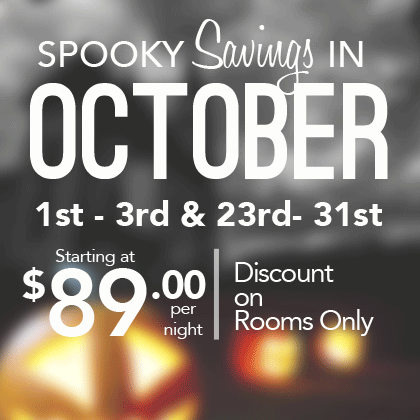 SPOOKY Savings IN
OCTOBER
1st - 3rd & 23rd- 31st
Starting at
$89.00
per
night
Discount
on
Rooms Only